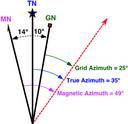 TN
MN
GN
14°
10°
Grid Azimuth = 25°
True Azimuth = 35°
Magnetic Azimuth = 49°